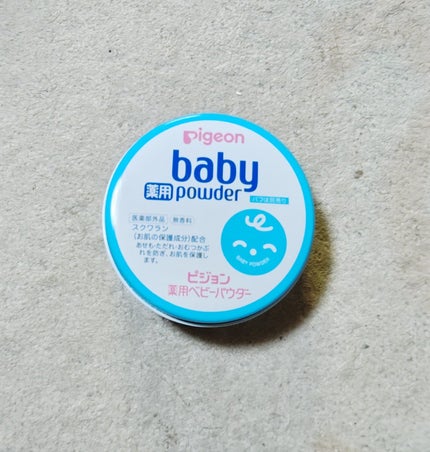 pigeon
baby
薬用 powder
パフは別売り
医薬部外品 無香料
スクワラン
(お肌の保護成分)配合
あせも・ただれ・おむつかぶ
れを防ぎ、お肌を保護し
ます。
BABY POWDER
ピジョン
薬用ベビーパウダー